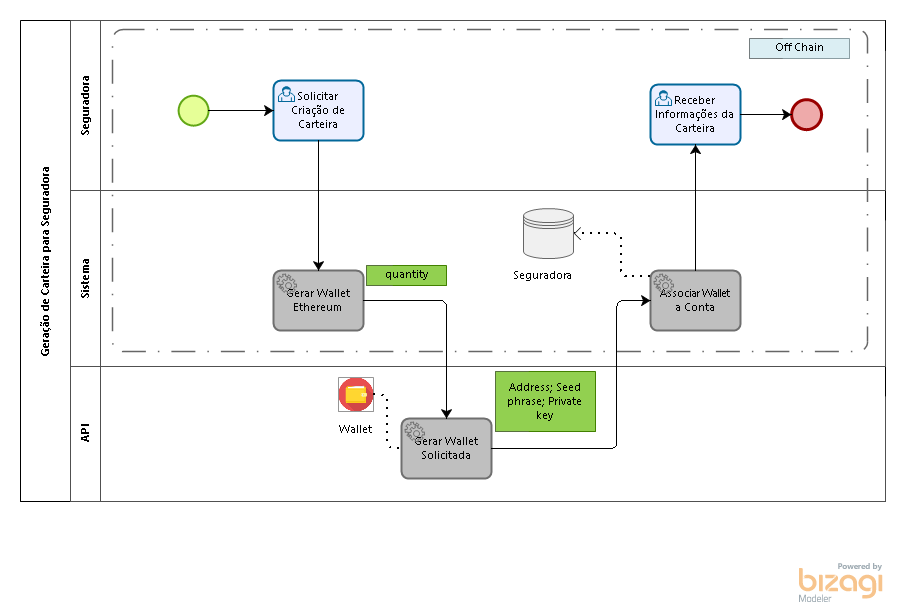 Geração de Carteira para Seguradora
Seguradora
Off Chain
Solicitar
Criação de
Carteira
Receber
Informações da
Carteira
Sistema
Seguradora
quantity
Gerar Wallet
Ethereum
Associar Wallet
a Conta
API
Wallet
Address; Seed
phrase; Private
key
Gerar Wallet
Solicitada
Powered by
bizagi
Modeler